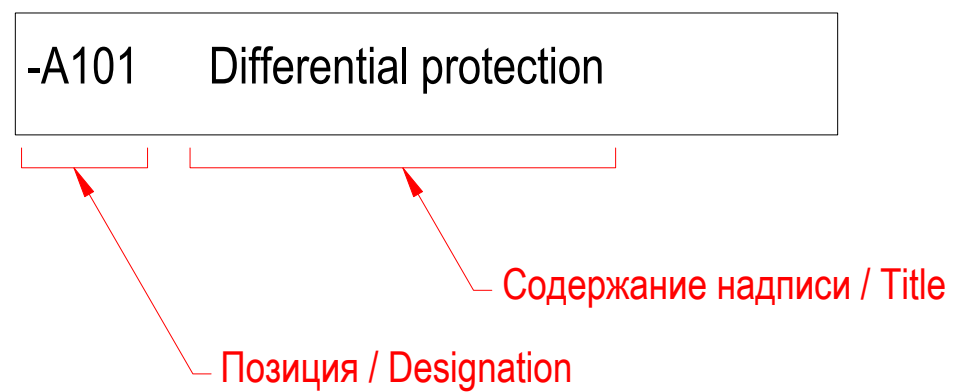 -A101 Differential protection
Содержание надписи / Title
Позиция / Designation